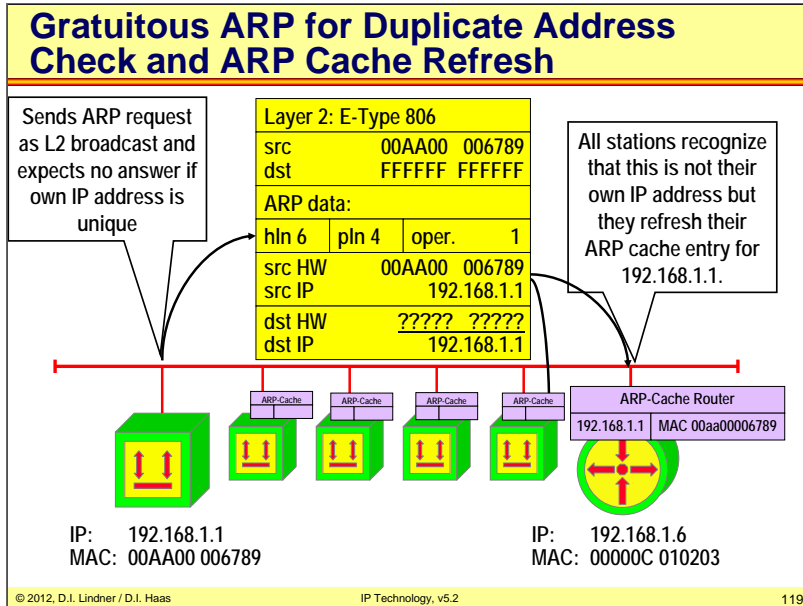 Gratuitous ARP for Duplicate Address
Check and ARP Cache Refresh
Sends ARP request
as L2 broadcast and
expects no answer if
own IP address is
unique
Layer 2: E-Type 806
src 00AA00 006789
dst FFFFFF FFFFFF
ARP data:
hln 6 pln 4 oper. 1
src HW 00AA00 006789
src IP 192.168.1.1
dst HW ????? ?????
dst IP 192.168.1.1
All stations recognize
that this is not their
own IP address but
they refresh their
ARP cache entry for
192.168.1.1.
ARP-Cache
ARP-Cache
ARP-Cache
ARP-Cache
ARP-Cache Router
192.168.1.1 MAC 00aa00006789
IP: 192.168.1.1
MAC: 00AA00 006789
IP: 192.168.1.6
MAC: 00000C 010203
© 2012, D.I. Lindner / D.I. Haas
IP Technology, v5.2
119